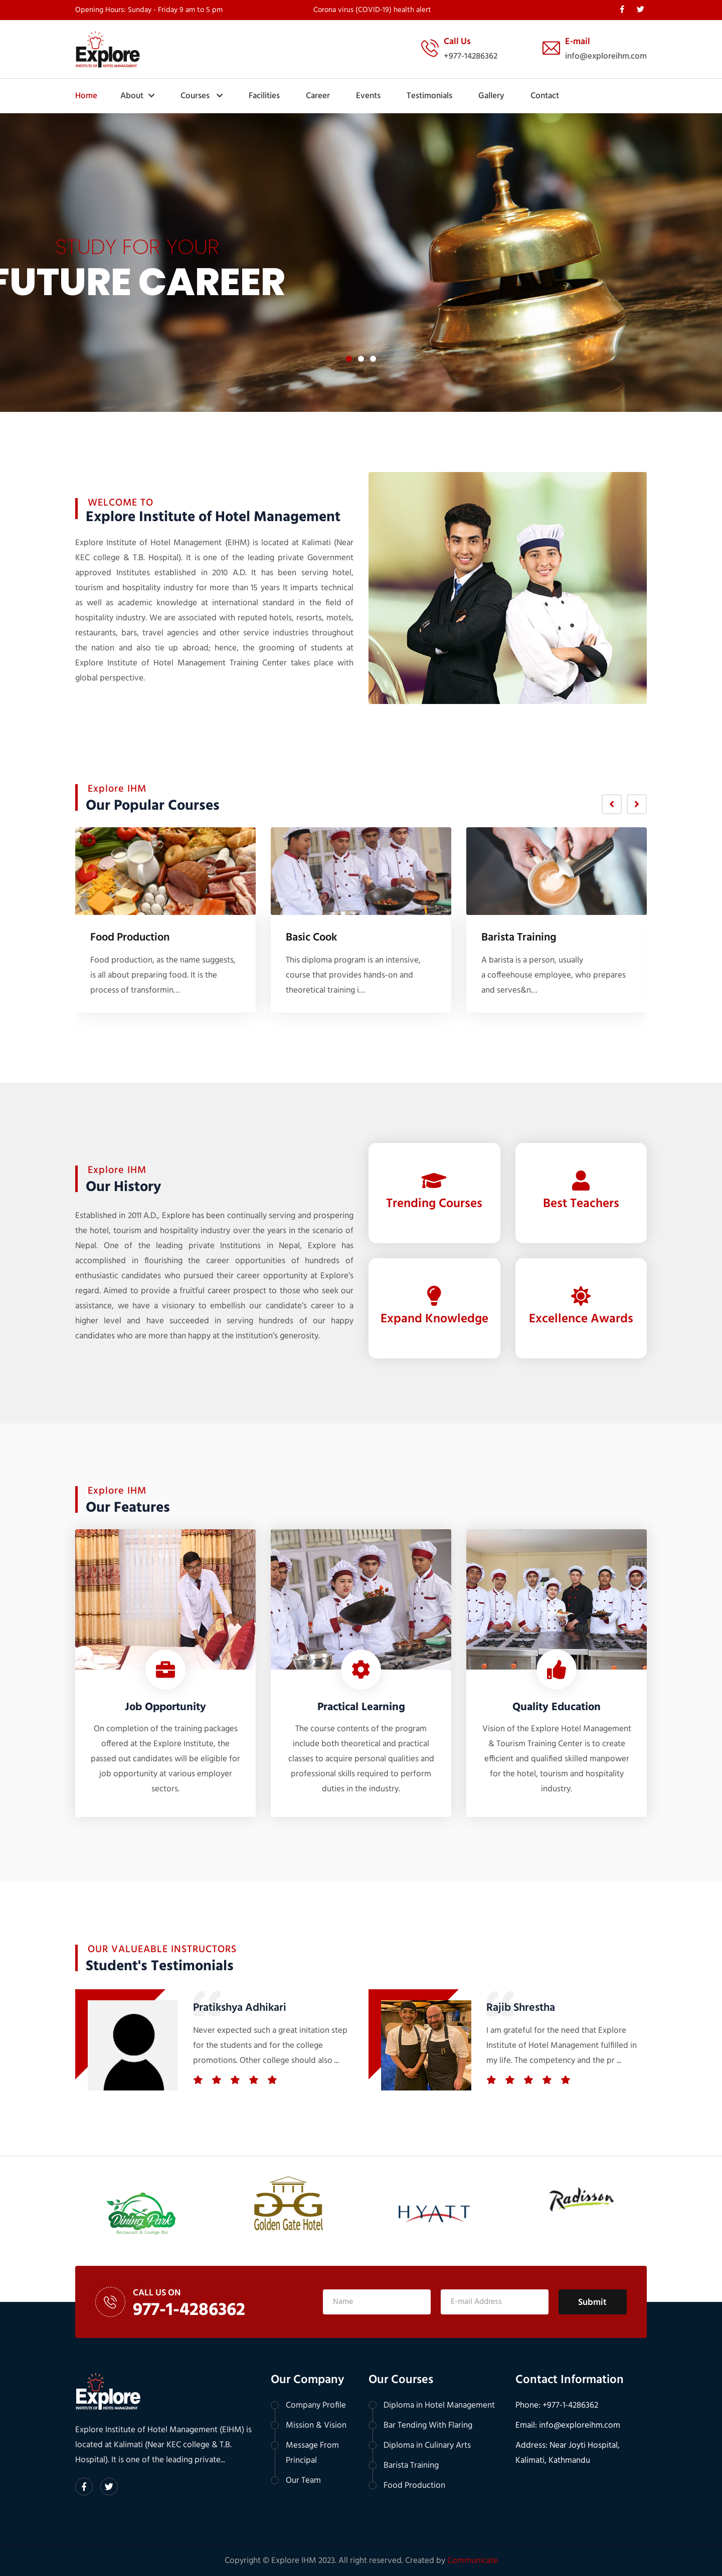 Opening Hours: Sunday - Friday 9 am to 5 pm
Corona virus (COVID-19) health alert
Explore
INSTITUTE OF HOTEL MANAGEMENT
Call Us
+977-14286362
E-mail
info@exploreihm.com
Home About Courses Facilities Career Events Testimonials Gallery Contact
STUDY FOR YOUR
FUTURE CAREER
WELCOME TO
Explore Institute of Hotel Management
Explore Institute of Hotel Management (EIHM) is located at Kalimati (Near
KEC college & T.B. Hospital). It is one of the leading private Government
approved Institutes established in 2010 A.D. It has been serving hotel,
tourism and hospitality industry for more than 15 years It imparts technical
as well as academic knowledge at international standard in the field of
hospitality industry. We are associated with reputed hotels, resorts, motels,
restaurants, bars, travel agencies and other service industries throughout
the nation and also tie up abroad; hence, the grooming of students at
Explore Institute of Hotel Management Training Center takes place with
global perspective.
Explore IHM
Our Popular Courses
Food Production
Food production, as the name suggests,
is all about preparing food. It is the
process of transformin...
Basic Cook
This diploma program is an intensive,
course that provides hands-on and
theoretical training i...
Barista Training
A barista is a person, usually
a coffeehouse employee, who prepares
and serves&n...
Explore IHM
Our History
Established in 2011 A.D., Explore has been continually serving and prospering
the hotel, tourism and hospitality industry over the years in the scenario of
Nepal. One of the leading private Institutions in Nepal, Explore has
accomplished in flourishing the career opportunities of hundreds of
enthusiastic candidates who pursued their career opportunity at Explore's
regard. Aimed to provide a fruitful career prospect to those who seek our
assistance, we have a visionary to embellish our candidate's career to a
higher level and have succeeded in serving hundreds of our happy
candidates who are more than happy at the institution's generosity.
Trending Courses
Best Teachers
Expand Knowledge
Excellence Awards
Explore IHM
Our Features
Job Opportunity
On completion of the training packages
offered at the Explore Institute, the
passed out candidates will be eligible for
job opportunity at various employer
sectors.
Practical Learning
The course contents of the program
include both theoretical and practical
classes to acquire personal qualities and
professional skills required to perform
duties in the industry.
Quality Education
Vision of the Explore Hotel Management
& Tourism Training Center is to create
efficient and qualified skilled manpower
for the hotel, tourism and hospitality
industry.
OUR VALUEABLE INSTRUCTORS
Student's Testimonials
Pratikshya Adhikari
Never expected such a great initation step
for the students and for the college
promotions. Other college should also ...
Rajib Shrestha
I am grateful for the need that Explore
Institute of Hotel Management fulfilled in
my life. The competency and the pr ...
Dining Park
Restaurant & Lounge Bar
Golden Gate Hotel
HYATT
Radisson
CALL US ON
977-1-4286362
Name
E-mail Address
Submit
Explore
INSTITUTE OF HOTEL MANAGEMENT
Explore Institute of Hotel Management (EIHM) is
located at Kalimati (Near KEC college & T.B.
Hospital). It is one of the leading private...
Our Company
Company Profile
Mission & Vision
Message From
Principal
Our Team
Our Courses
Diploma in Hotel Management
Bar Tending With Flaring
Diploma in Culinary Arts
Barista Training
Food Production
Contact Information
Phone: +977-1-4286362
Email: info@exploreihm.com
Address: Near Joyti Hospital,
Kalimati, Kathmandu
Copyright © Explore IHM 2023. All right reserved. Created by Communicate